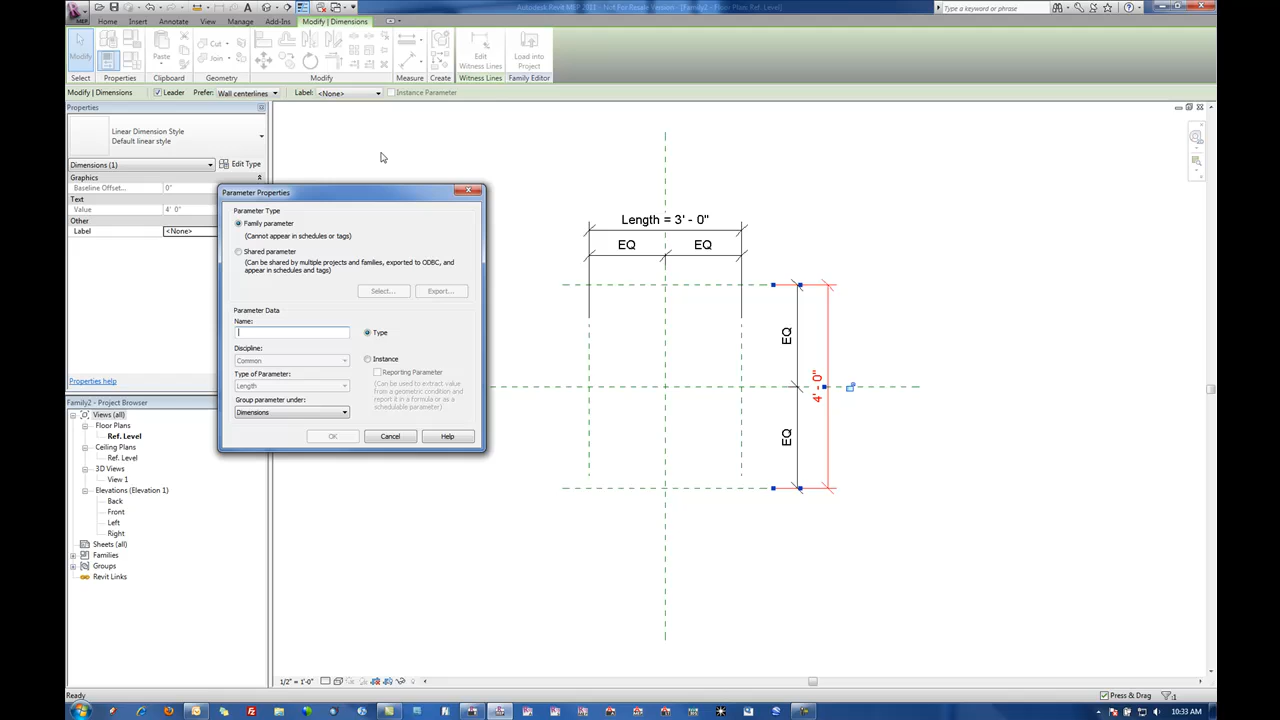 Autodesk Revit MEP 2011 - Not For Resale Version - [Family2 - Floor Plan: Ref. Level]
Type a keyword or phrase
Home Insert Annotate View Manage Add-Ins Modify | Dimensions
Modify Paste Cut Join Edit Witness Lines Load into Project
Select Properties Clipboard Geometry Modify Measure Create Witness Lines Family Editor
Modify | Dimensions Leader Prefer: Wall centerlines Label: <None> Instance Parameter
Properties
Linear Dimension Style
Default linear style
Dimensions (1) Edit Type
Graphics
Baseline Offset... 0"
Text
Value 4' 0"
Other
Label <None>
Properties help
Parameter Properties
Parameter Type
Family parameter
(Cannot appear in schedules or tags)
Shared parameter
(Can be shared by multiple projects and families, exported to ODBC, and
appear in schedules and tags)
Select... Export...
Parameter Data
Name:
Type
Discipline:
Common
Instance
Type of Parameter:
Reporting Parameter
Length
(Can be used to extract value
from a geometric condition and
report it in a formula or as a
schedulable parameter)
Group parameter under:
Dimensions
OK Cancel Help
Length = 3' - 0"
EQ EQ
EQ
4' - 0"
EQ
Family2 - Project Browser
Views (all)
Floor Plans
Ref. Level
Ceiling Plans
Ref. Level
3D Views
View 1
Elevations (Elevation 1)
Back
Front
Left
Right
Sheets (all)
Families
Groups
Revit Links
1/2" = 1'-0"
Ready Press & Drag :1
10:33 AM